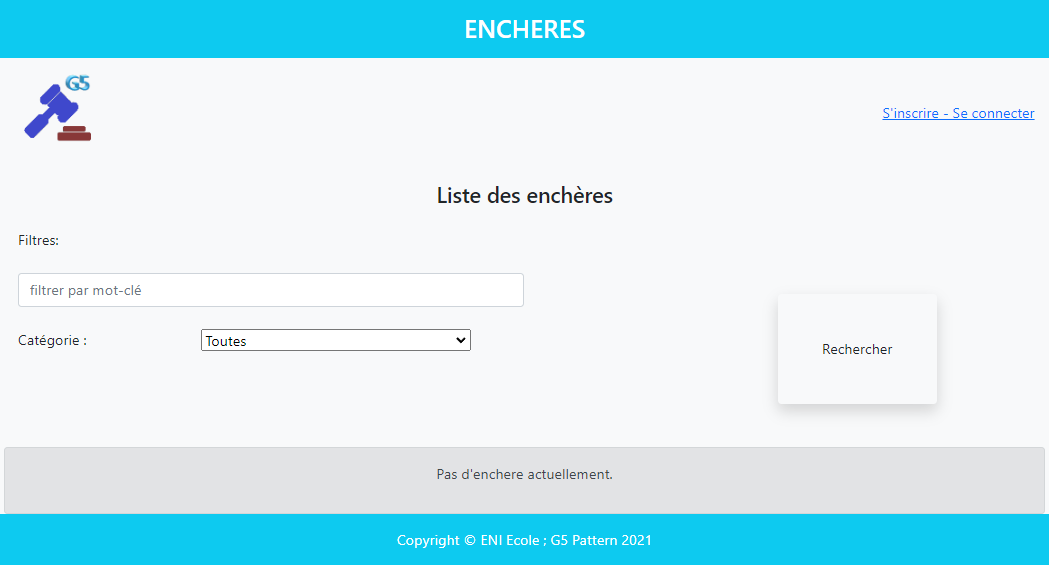 ENCHERES
G5
S'inscrire - Se connecter
Liste des enchères
Filtres:
filtrer par mot-clé
Catégorie :
Toutes
Rechercher
Pas d'enchere actuellement.
Copyright © ENI Ecole ; G5 Pattern 2021